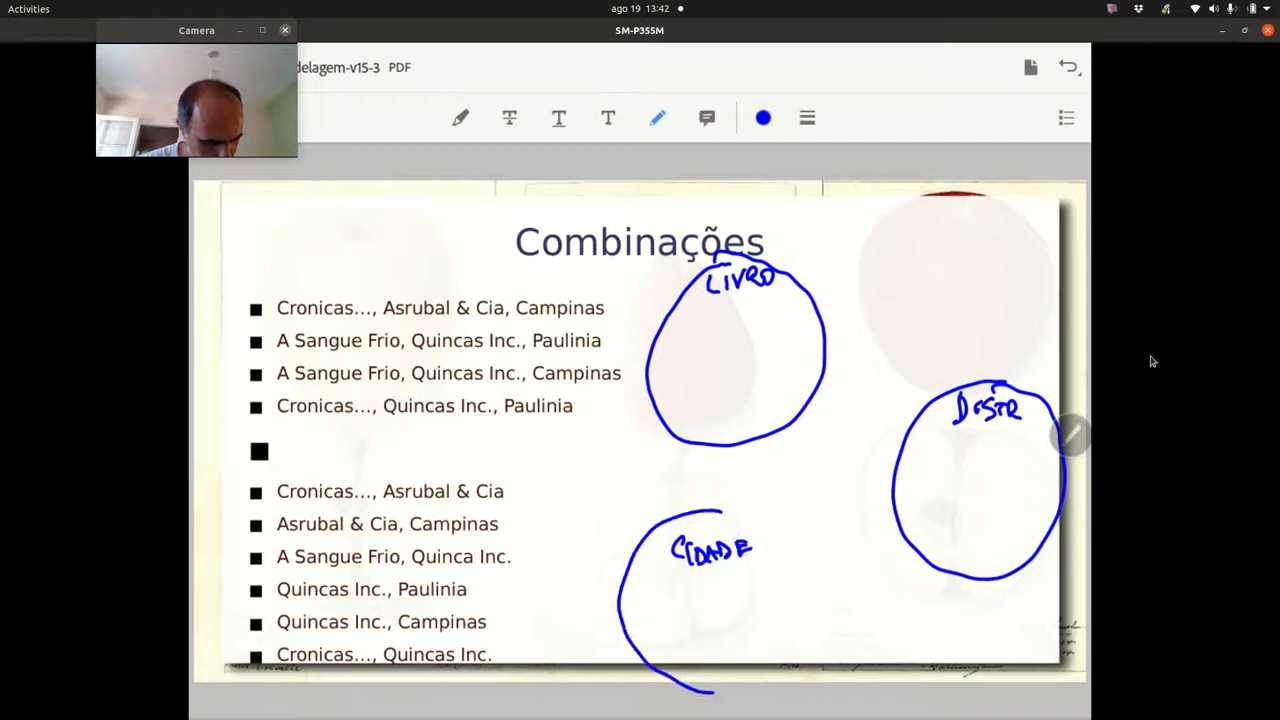 Activities
ago 19 13:42
Camera
SM-P355M
delagem-v15-3 PDF
T T T
Combinações
LIVRO
Cronicas..., Asrubal & Cia, Campinas
A Sangue Frio, Quincas Inc., Paulinia
A Sangue Frio, Quincas Inc., Campinas
Cronicas..., Quincas Inc., Paulinia
DISTR
Cronicas..., Asrubal & Cia
Asrubal & Cia, Campinas
CIDADE
A Sangue Frio, Quinca Inc.
Quincas Inc., Paulinia
Quincas Inc., Campinas
Cronicas..., Quincas Inc.